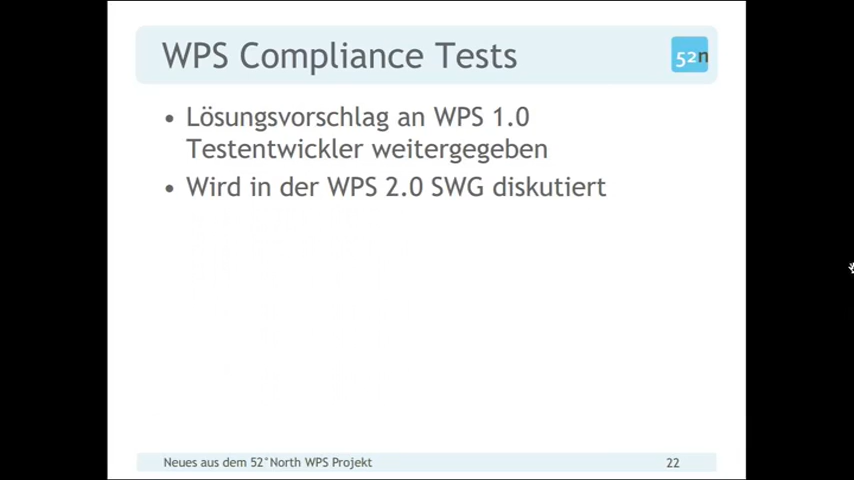 WPS Compliance Tests
52n
• Lösungsvorschlag an WPS 1.0
Testentwickler weitergegeben
• Wird in der WPS 2.0 SWG diskutiert
Neues aus dem 52°North WPS Projekt
22